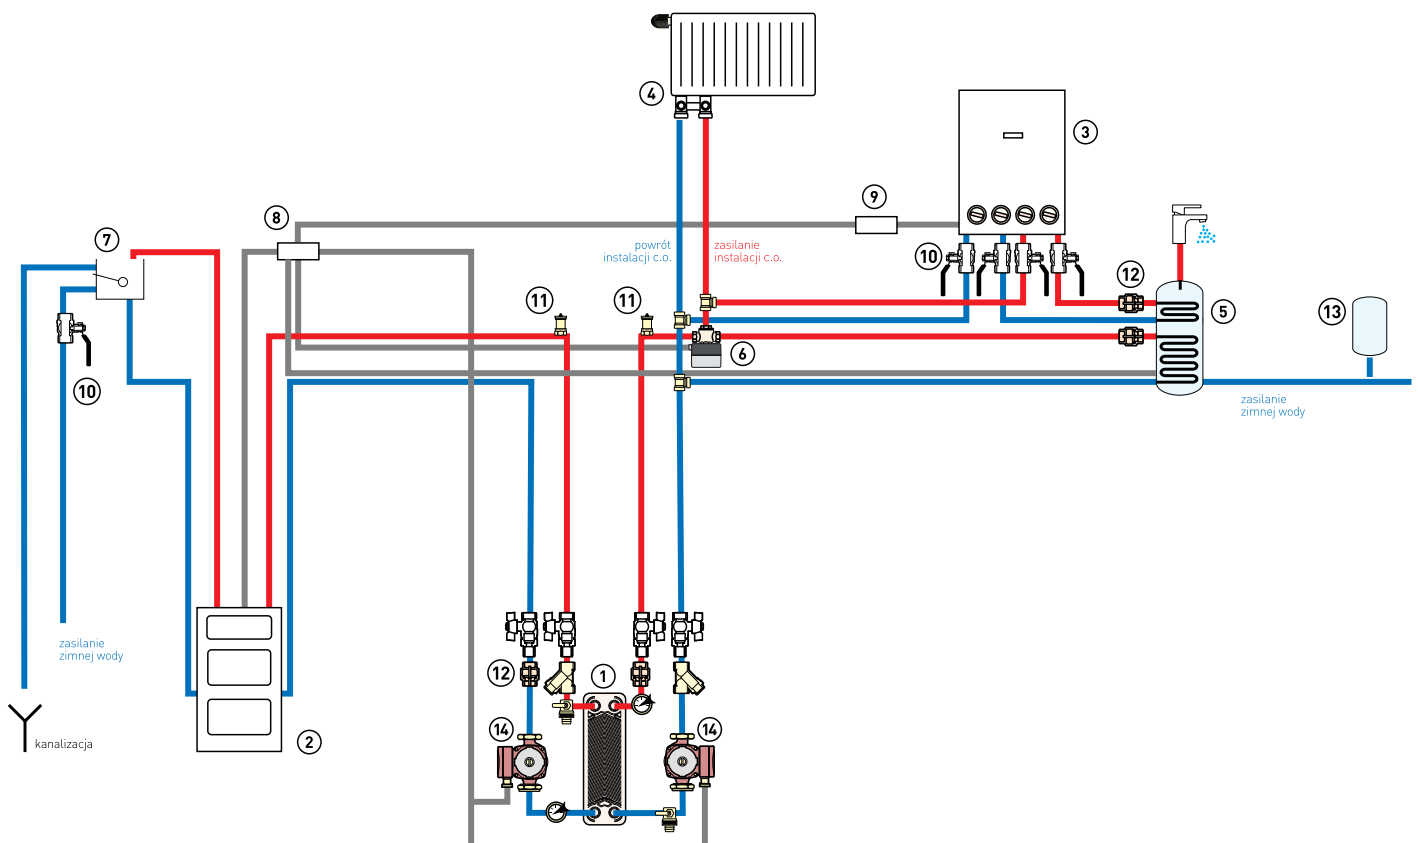 4
3
9
8
7
powrót
instalacji c.o.
zasilanie
instalacji c.o.
10
12
11
11
5
13
6
10
zasilanie
zimnej wody
zasilanie
zimnej wody
12
1
kanalizacja
2
14
14